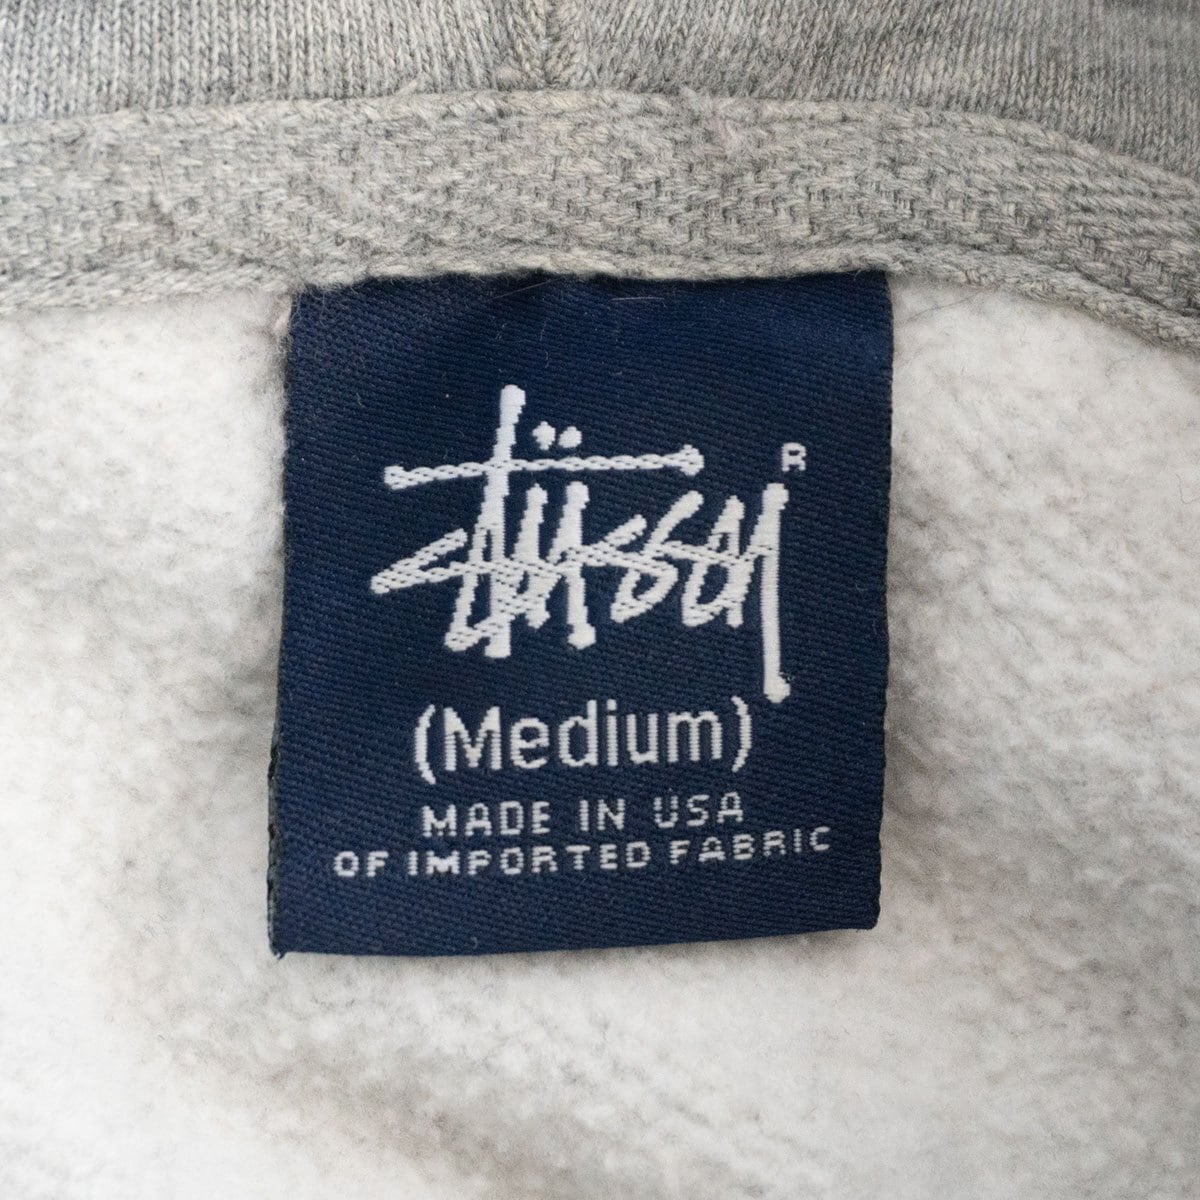 Stüssy
R
(Medium)
MADE IN USA
OF IMPORTED FABRIC